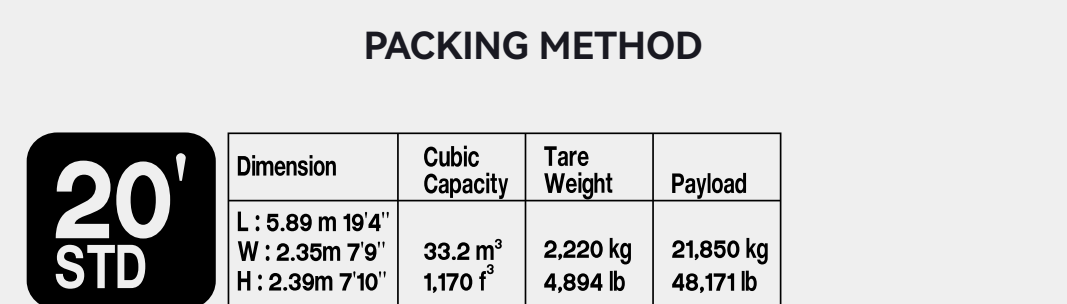 PACKING METHOD
20'
STD
Dimension
Cubic
Capacity
Tare
Weight
Payload
L : 5.89 m 19'4"
W : 2.35m 7'9"
H : 2.39m 7'10"
33.2 m³
1,170 f³
2,220 kg
4,894 lb
21,850 kg
48,171 lb